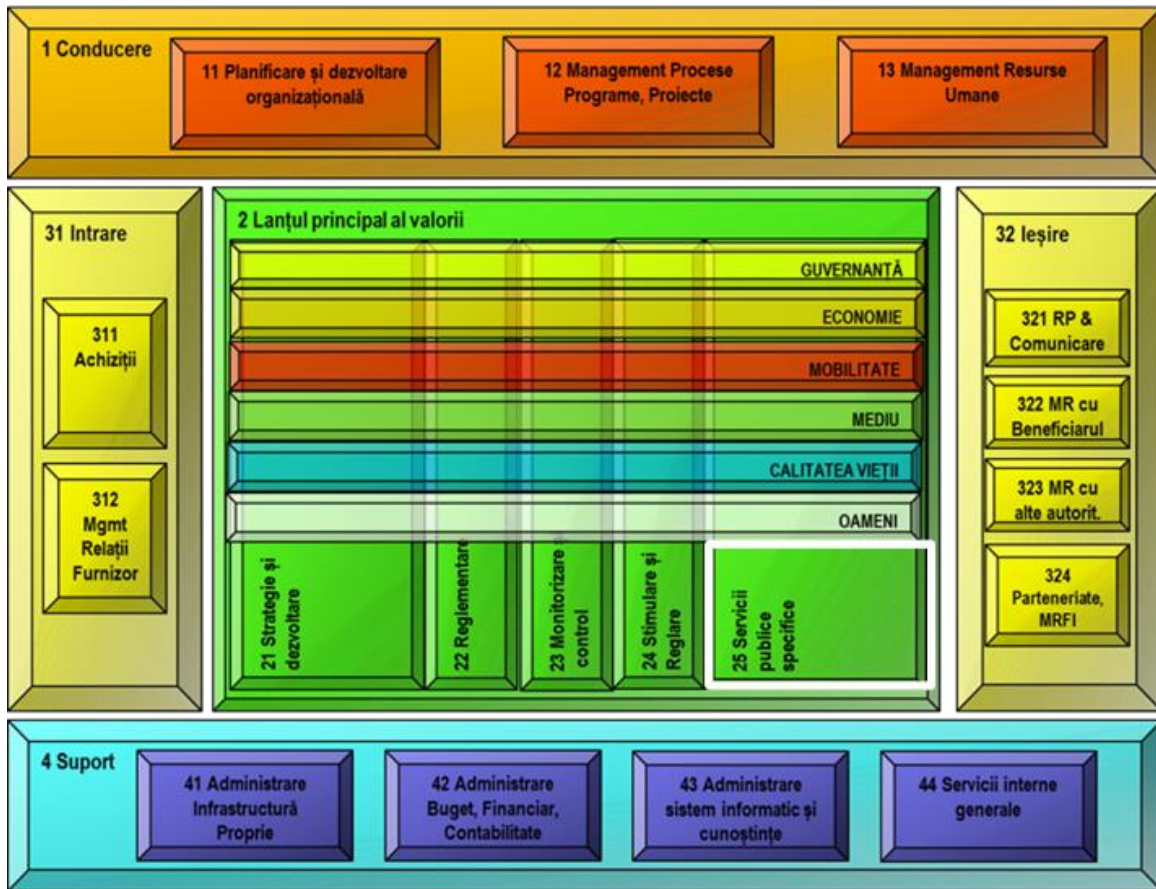 1 Conducere
11 Planificare și dezvoltare
organizațională
12 Management Procese
Programe, Proiecte
13 Management Resurse
Umane
31 Intrare
311
Achiziții
312
Mgmt
Relații
Furnizor
2 Lanțul principal al valorii
GUVERNANȚĂ
ECONOMIE
MOBILITATE
MEDIU
CALITATEA VIEȚII
OAMENI
21 Strategie și
dezvoltare
22 Reglementare
23 Monitorizare și
control
24 Stimulare și
Reglare
25 Servicii
publice
specifice
32 Ieșire
321 RP &
Comunicare
322 MR cu
Beneficiarul
323 MR cu
alte autorit.
324
Parteneriate,
MRFI
4 Suport
41 Administrare
Infrastructură
Proprie
42 Administrare
Buget, Financiar,
Contabilitate
43 Administrare
sistem informatic și
cunoștințe
44 Servicii interne
generale